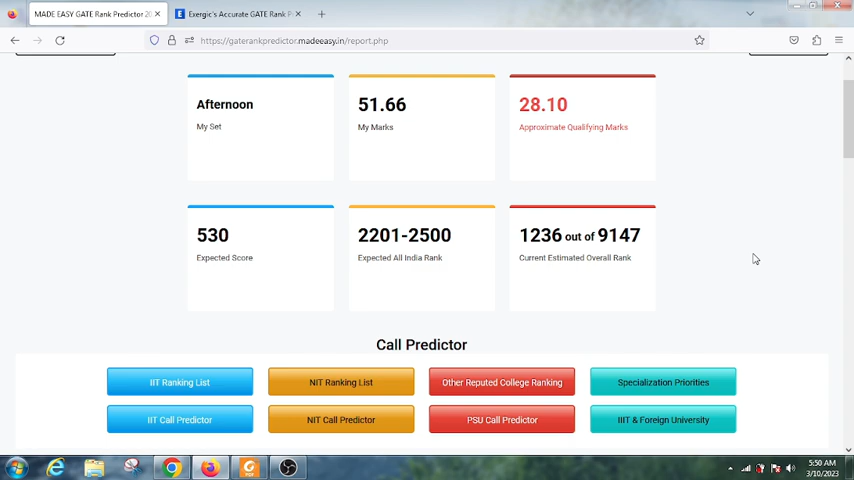 MADE EASY GATE Rank Predictor 20
Exergic's Accurate GATE Rank P
https://gaterankpredictor.madeeasy.in/report.php
Afternoon
My Set
51.66
My Marks
28.10
Approximate Qualifying Marks
530
Expected Score
2201-2500
Expected All India Rank
1236 out of 9147
Current Estimated Overall Rank
Call Predictor
IIT Ranking List
NIT Ranking List
Other Reputed College Ranking
Specialization Priorities
IIT Call Predictor
NIT Call Predictor
PSU Call Predictor
IIIT & Foreign University
5:50 AM
3/10/2023